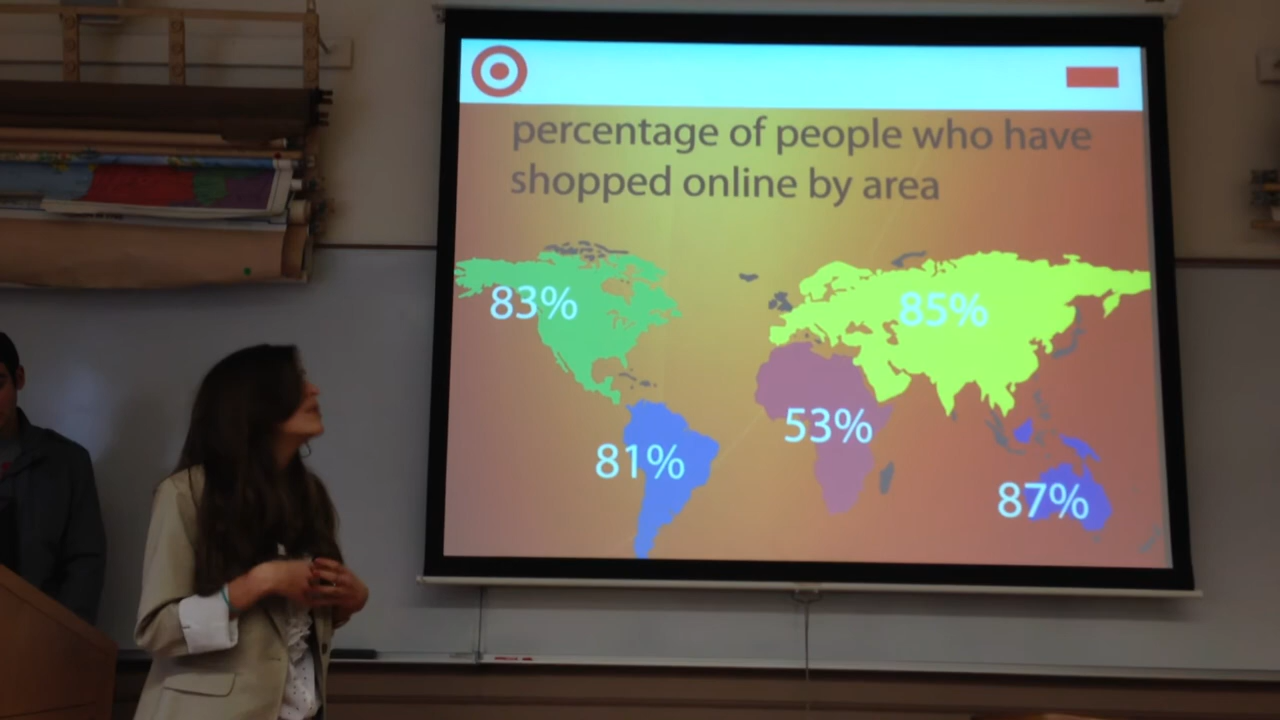 percentage of people who have
shopped online by area
83%
85%
53%
81%
87%